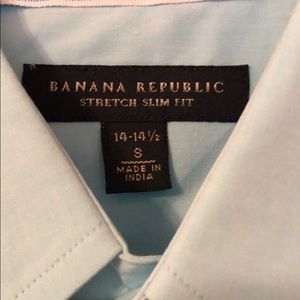 BANANA REPUBLIC
STRETCH SLIM FIT
14-14½
S
MADE IN
INDIA